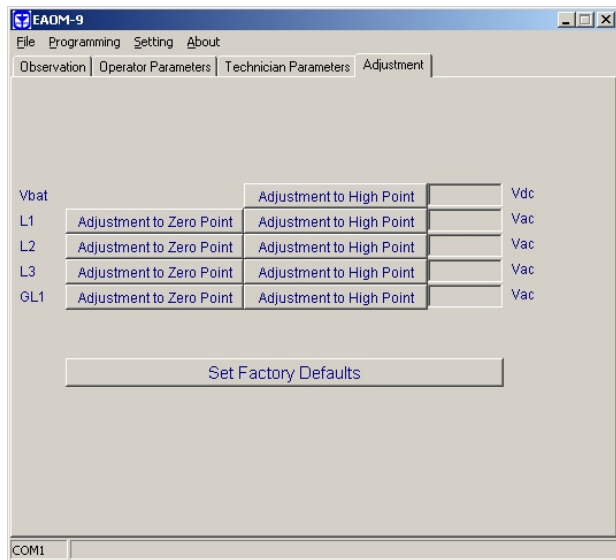 EAOM-9
File Programming Setting About
Observation Operator Parameters Technician Parameters Adjustment
Vbat Adjustment to High Point Vdc
L1 Adjustment to Zero Point Adjustment to High Point Vac
L2 Adjustment to Zero Point Adjustment to High Point Vac
L3 Adjustment to Zero Point Adjustment to High Point Vac
GL1 Adjustment to Zero Point Adjustment to High Point Vac
Set Factory Defaults
COM1